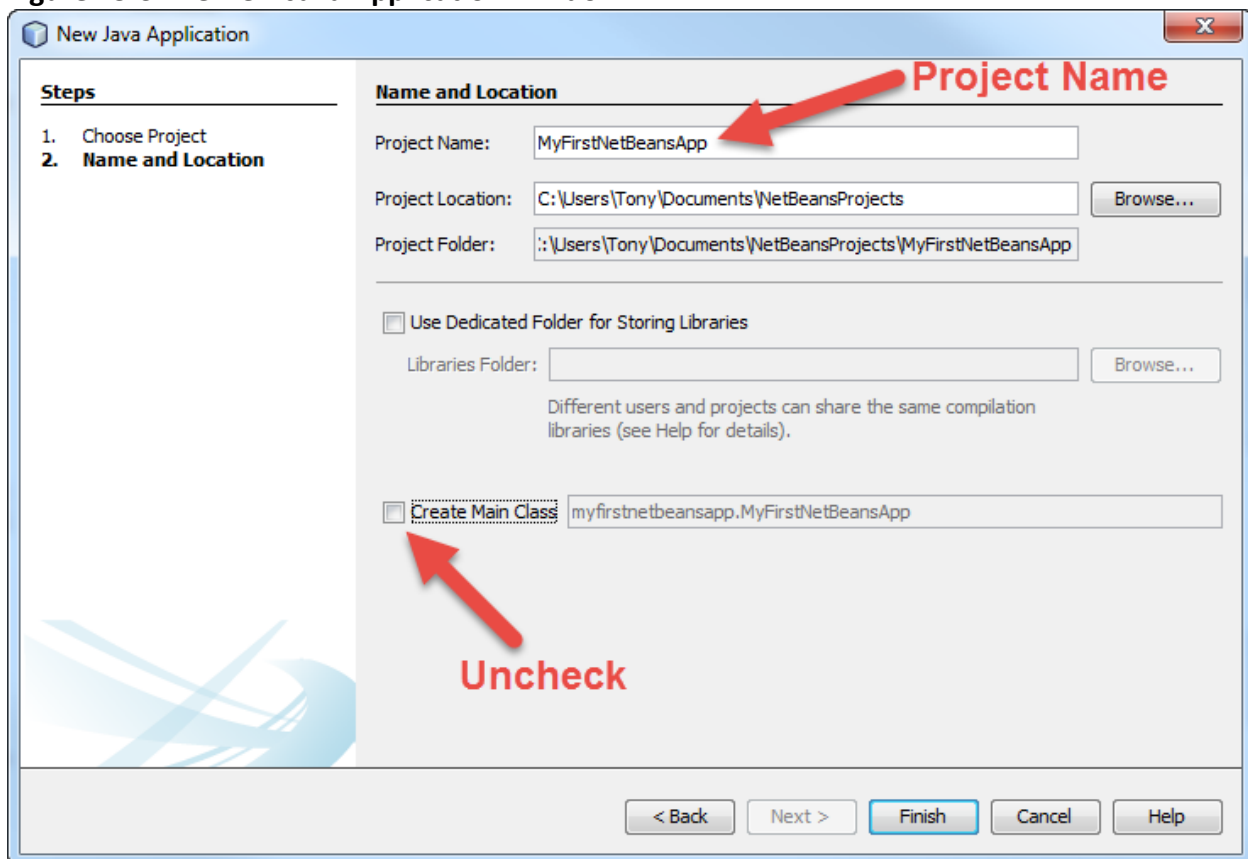 New Java Application
Steps
1. Choose Project
2. Name and Location
Name and Location
Project Name
Project Name: MyFirstNetBeansApp
Project Location: C:\Users\Tony\Documents\NetBeansProjects Browse...
Project Folder: :\Users\Tony\Documents\NetBeansProjects\MyFirstNetBeansApp
Use Dedicated Folder for Storing Libraries
Libraries Folder: Browse...
Different users and projects can share the same compilation
libraries (see Help for details).
Create Main Class myfirstnetbeansapp.MyFirstNetBeansApp
Uncheck
< Back Next > Finish Cancel Help